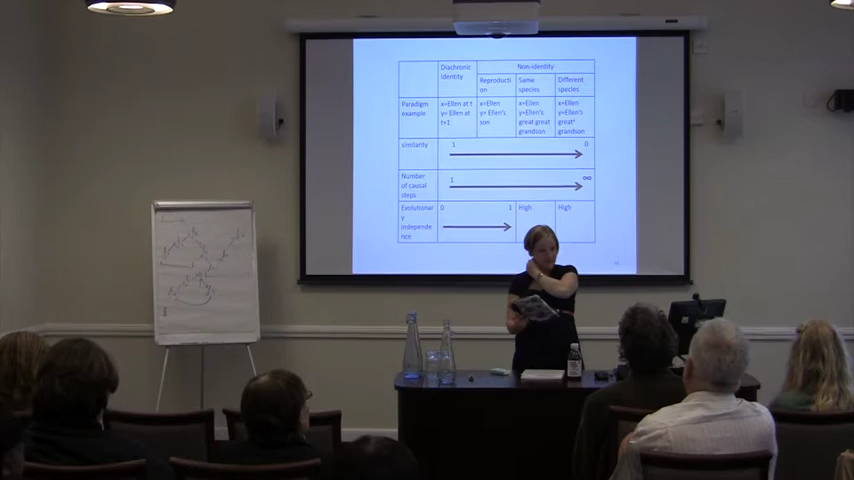 Diachronic Non-identity
Identity
Reproducti Same Different
on species species
Paradigm x=Ellen at t x=Ellen x=Ellen x=Ellen
example y= Ellen at y= Ellen's y=Ellen's y=Ellen's
t+1 son great great great
grandson grandson
similarity 1 0
Number 1 ∞
of causal
steps
Evolutionar 0 1 High High
y
independe
nce